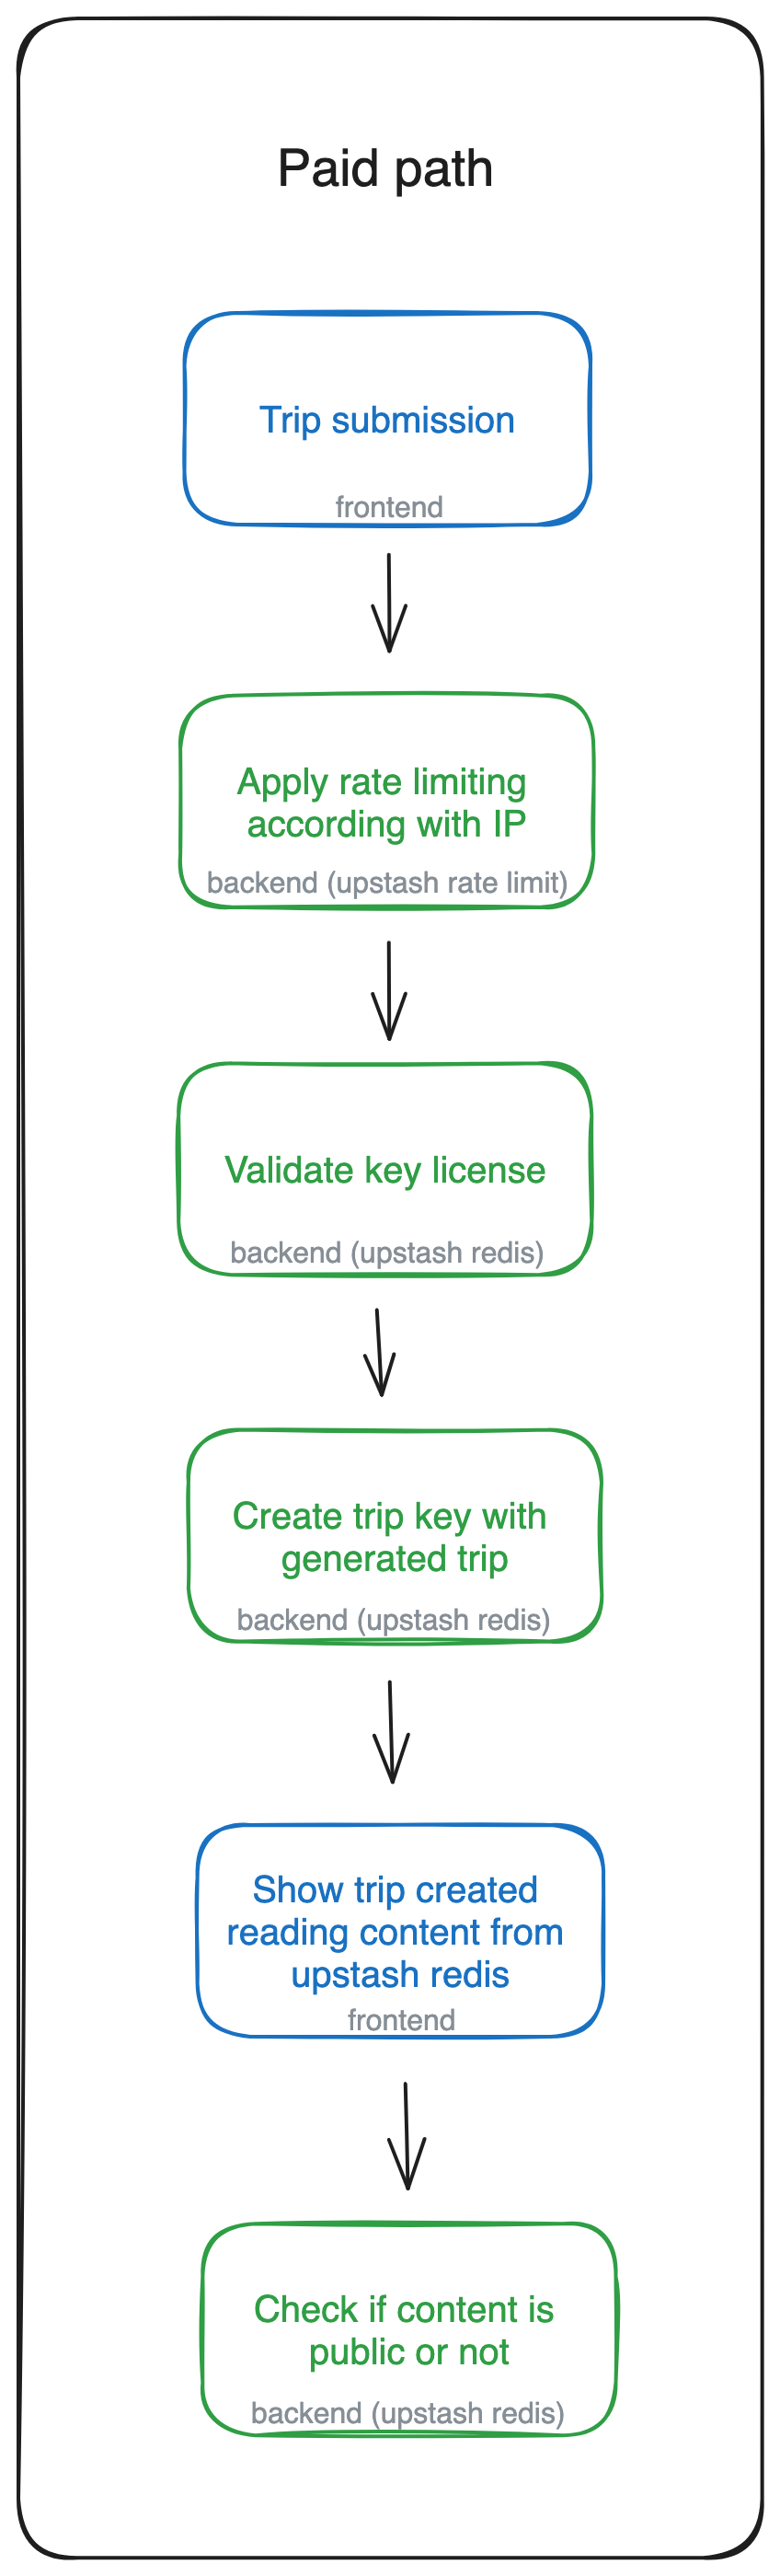 Paid path
Trip submission
frontend
Apply rate limiting
according with IP
backend (upstash rate limit)
Validate key license
backend (upstash redis)
Create trip key with
generated trip
backend (upstash redis)
Show trip created
reading content from
upstash redis
frontend
Check if content is
public or not
backend (upstash redis)